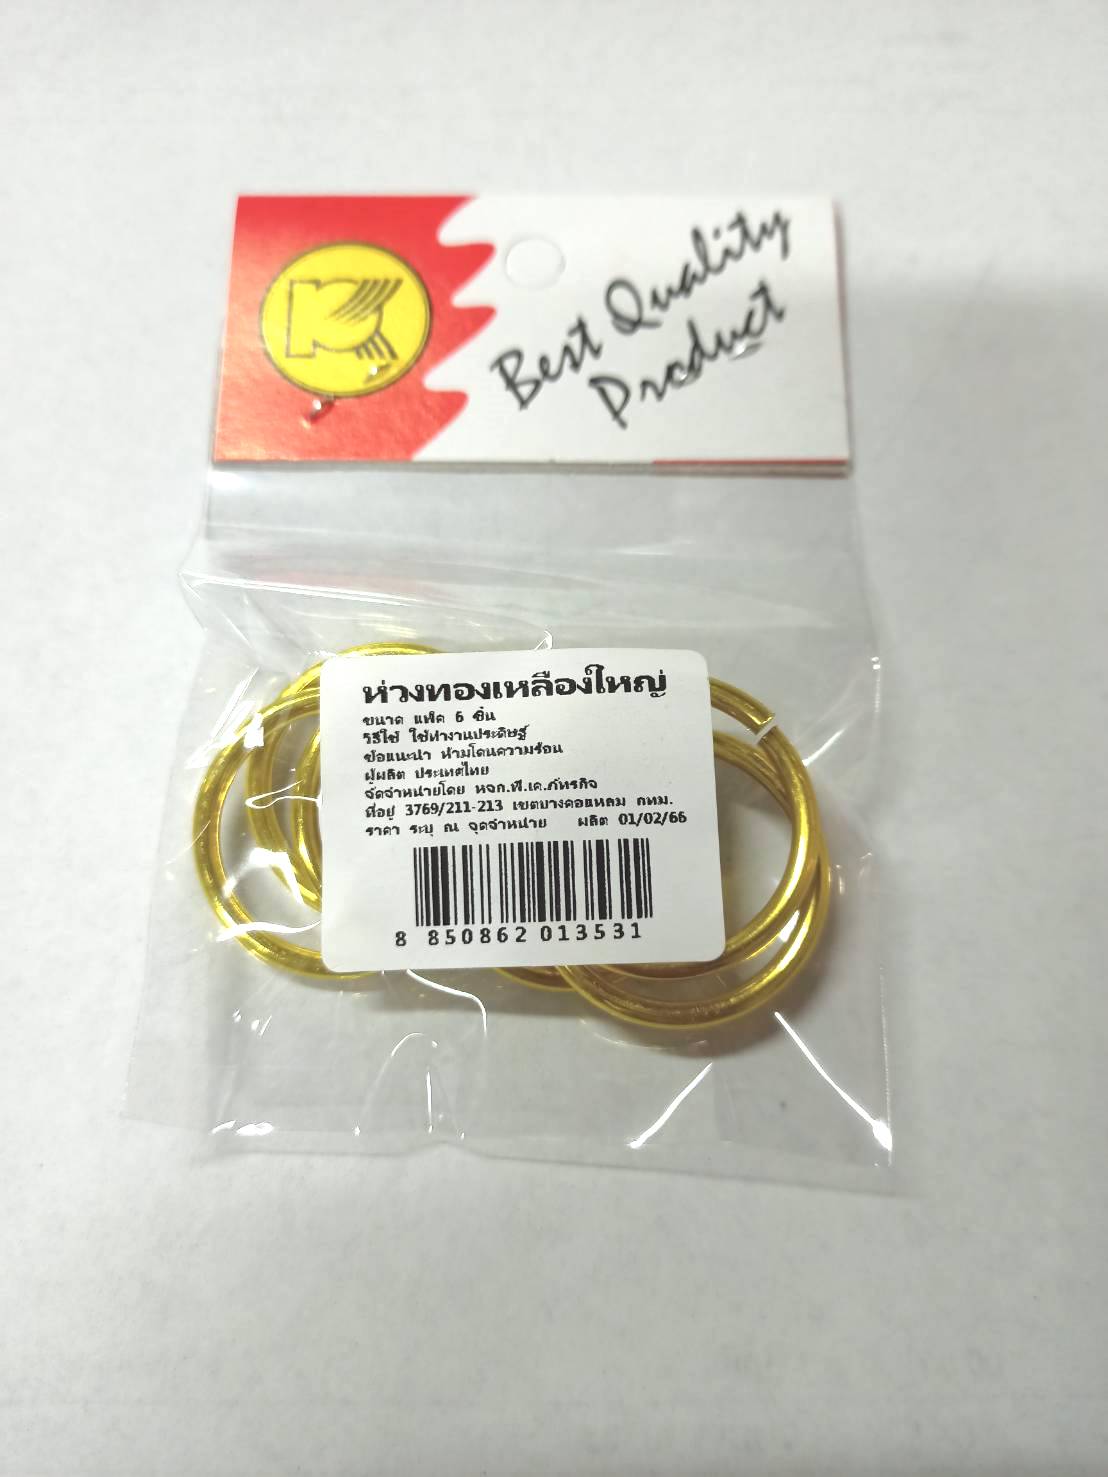 K
Best Quality
Product
ห่วงทองเหลืองใหญ่
ขนาด แพ็ค 6 ชิ้น
วิธีใช้ ใช้ทำงานประดิษฐ์
ข้อแนะนำ ห้ามโดนความร้อน
ผู้ผลิต ประเทศไทย
จัดจำหน่ายโดย หจก.พี.เค.ภัทรกิจ
ที่อยู่ 3769/211-213 เขตบางคอแหลม กทม.
ราคา ระบุ ณ จุดจำหน่าย ผลิต 01/02/66
8 850862 013531